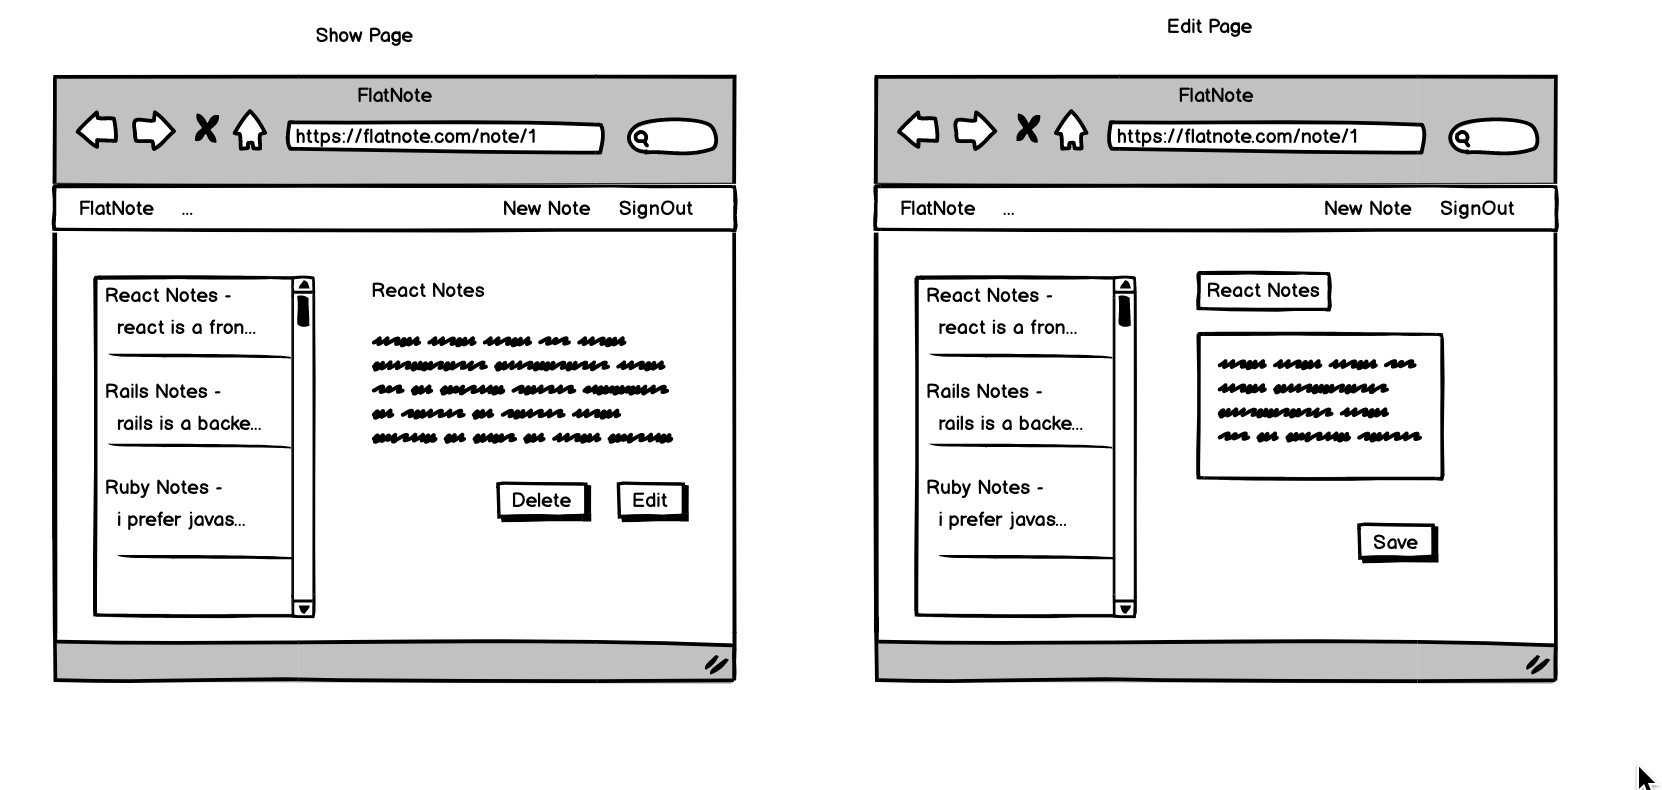 Show Page
FlatNote
https://flatnote.com/note/1
FlatNote ... New Note SignOut
React Notes -
react is a fron...
Rails Notes -
rails is a backe...
Ruby Notes -
i prefer javas...
React Notes
Delete Edit
Edit Page
FlatNote
https://flatnote.com/note/1
FlatNote ... New Note SignOut
React Notes -
react is a fron...
Rails Notes -
rails is a backe...
Ruby Notes -
i prefer javas...
React Notes
Save